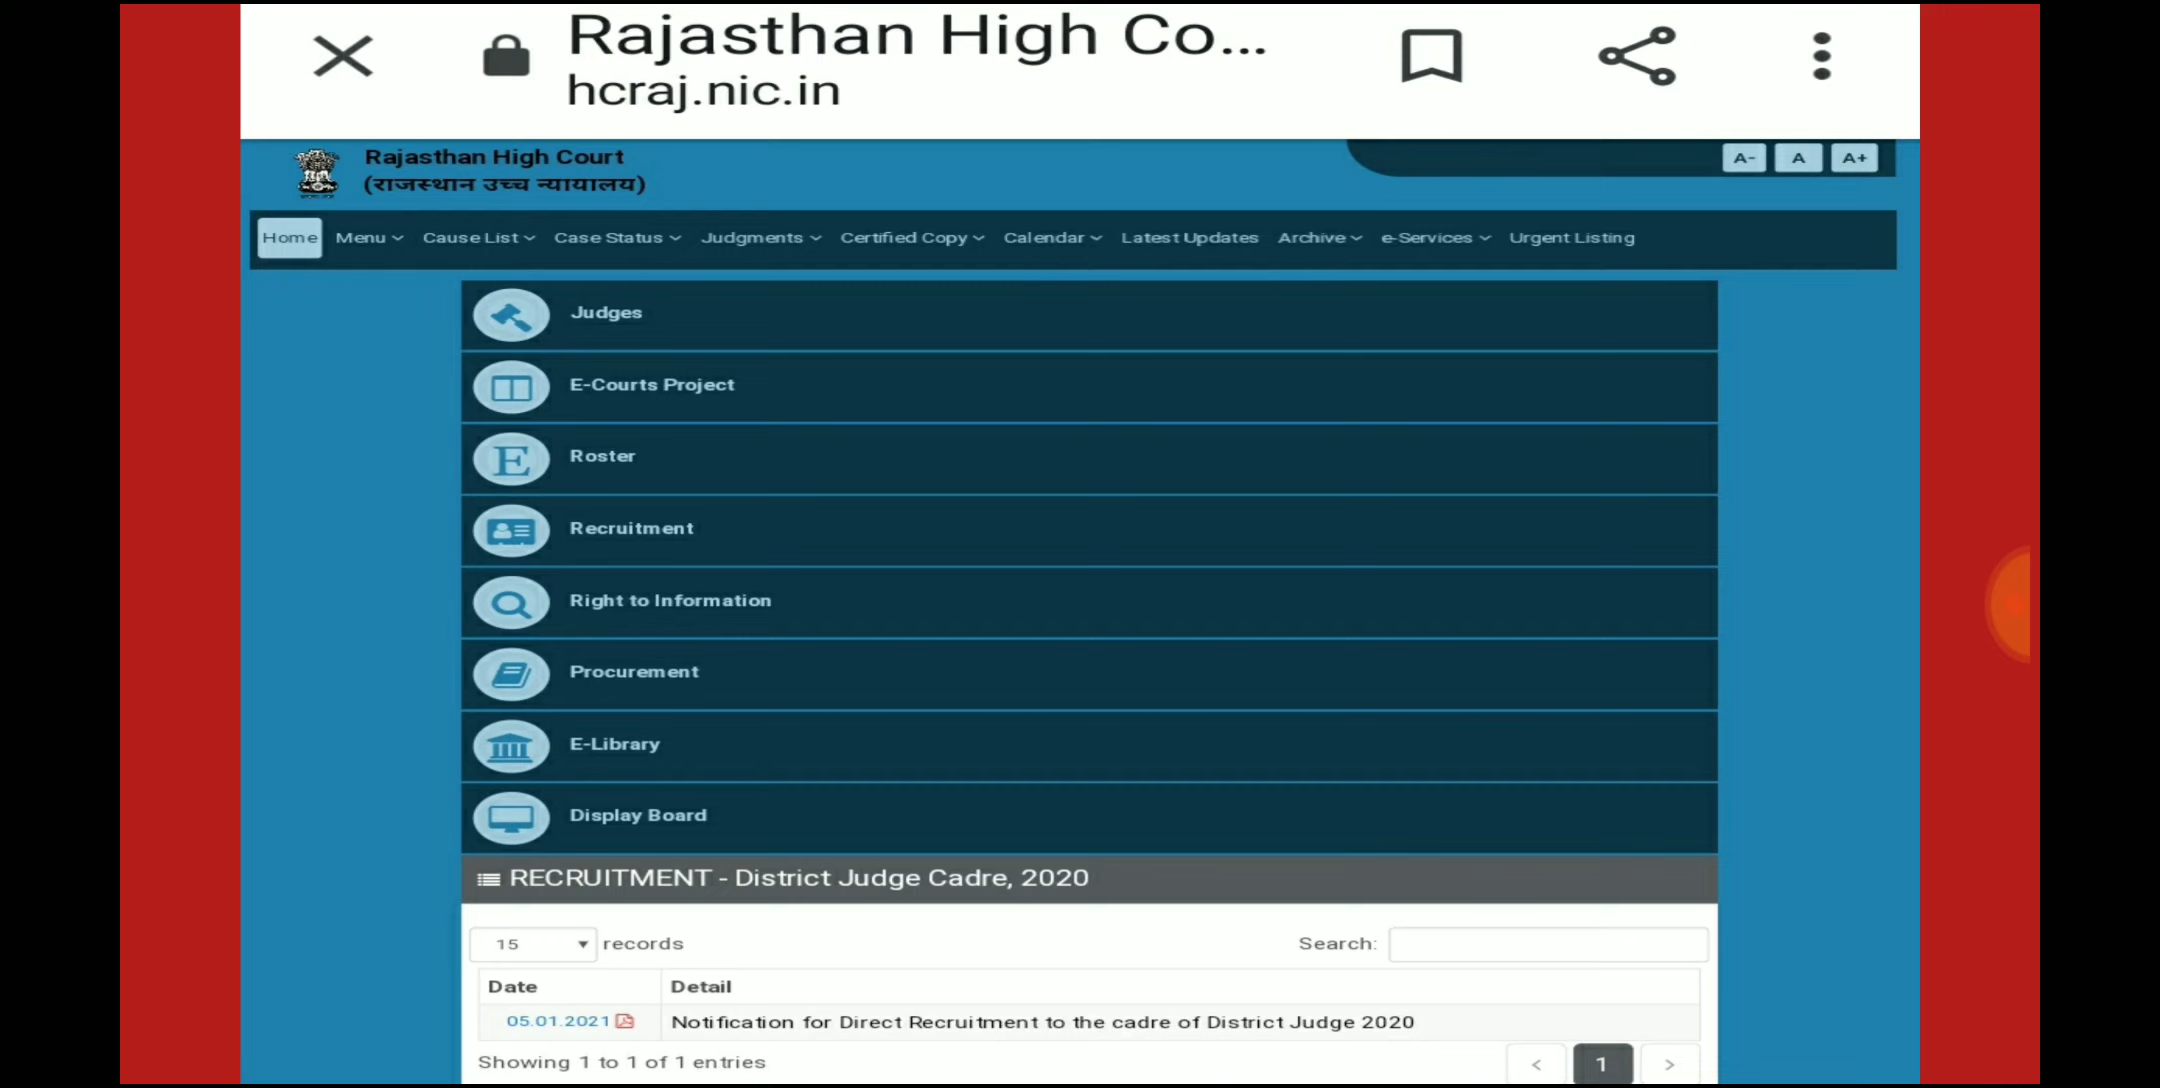 Rajasthan High Co...
hcraj.nic.in
Rajasthan High Court
(राजस्थान उच्च न्यायालय)
A- A A+
Home Menu Cause List Case Status Judgments Certified Copy Calendar Latest Updates Archive e-Services Urgent Listing
Judges
E-Courts Project
E
Roster
Recruitment
Right to Information
Procurement
E-Library
Display Board
RECRUITMENT - District Judge Cadre, 2020
15 records Search:
Date Detail
05.01.2021 Notification for Direct Recruitment to the cadre of District Judge 2020
Showing 1 to 1 of 1 entries < 1 >